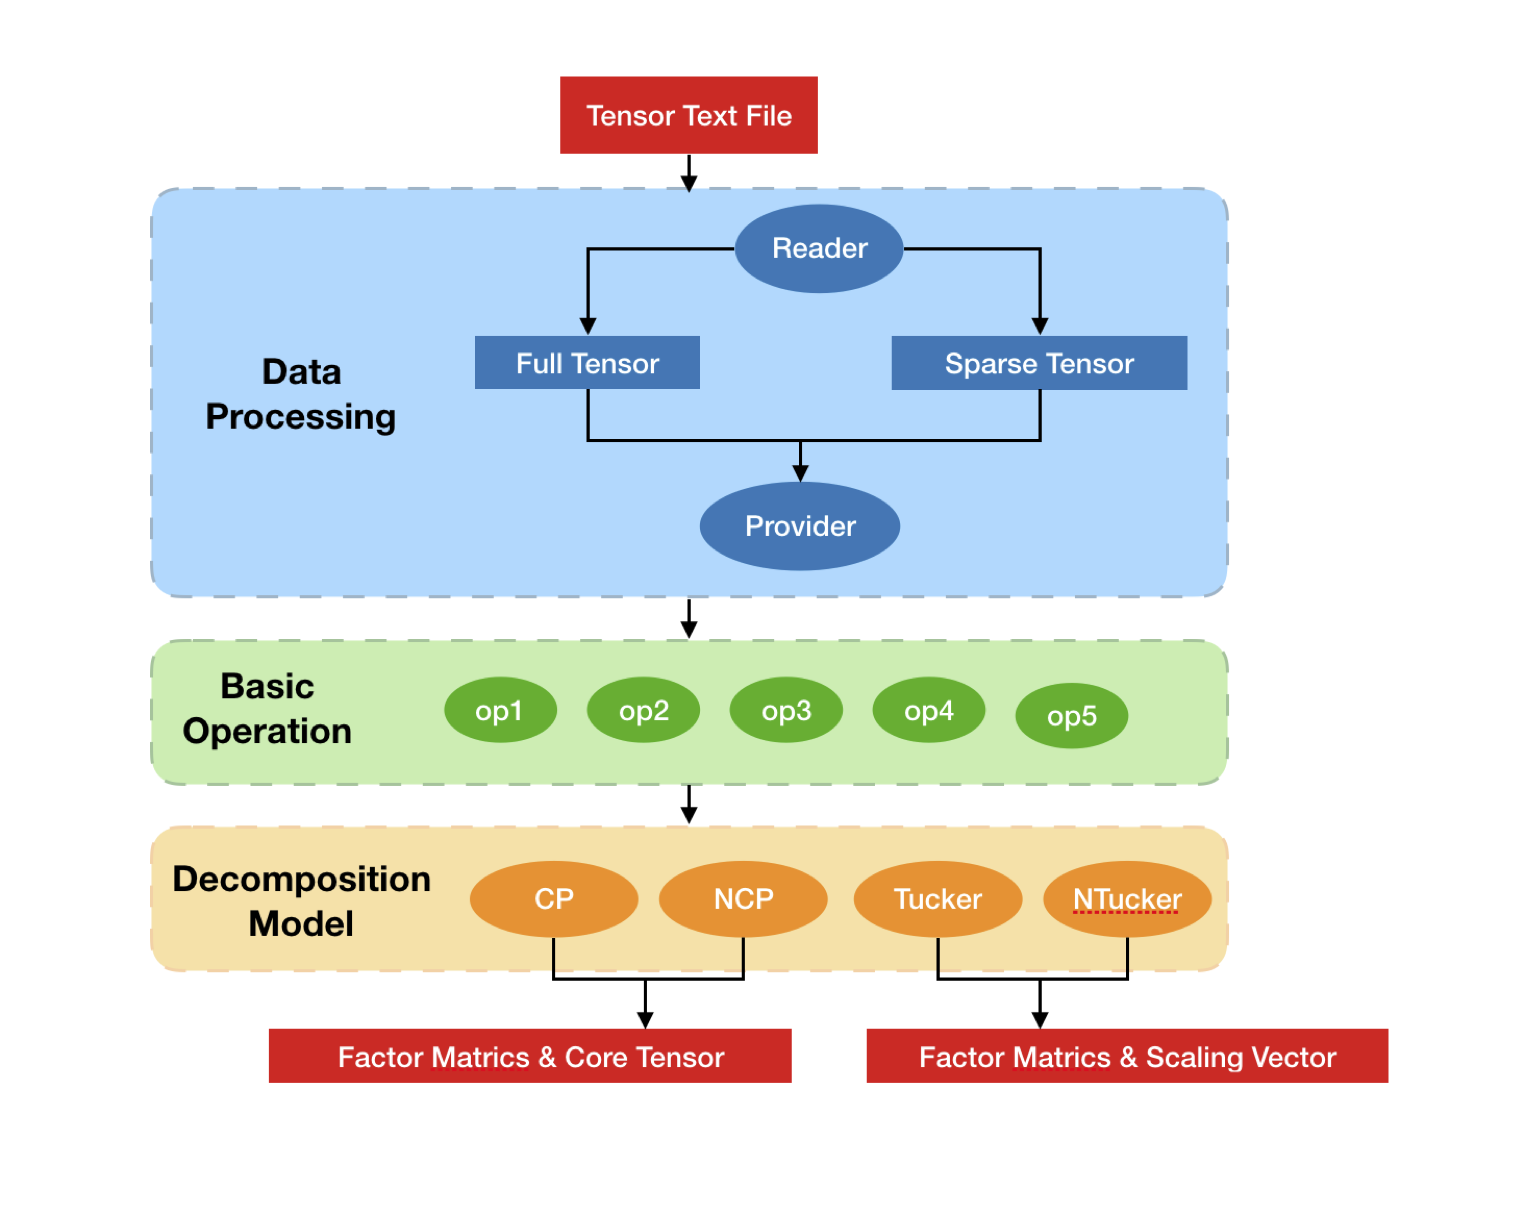 Tensor Text File
Reader
Full Tensor
Sparse Tensor
Data
Processing
Provider
Basic
Operation
op1
op2
op3
op4
op5
Decomposition
Model
CP
NCP
Tucker
NTucker
Factor Matrics & Core Tensor
Factor Matrics & Scaling Vector